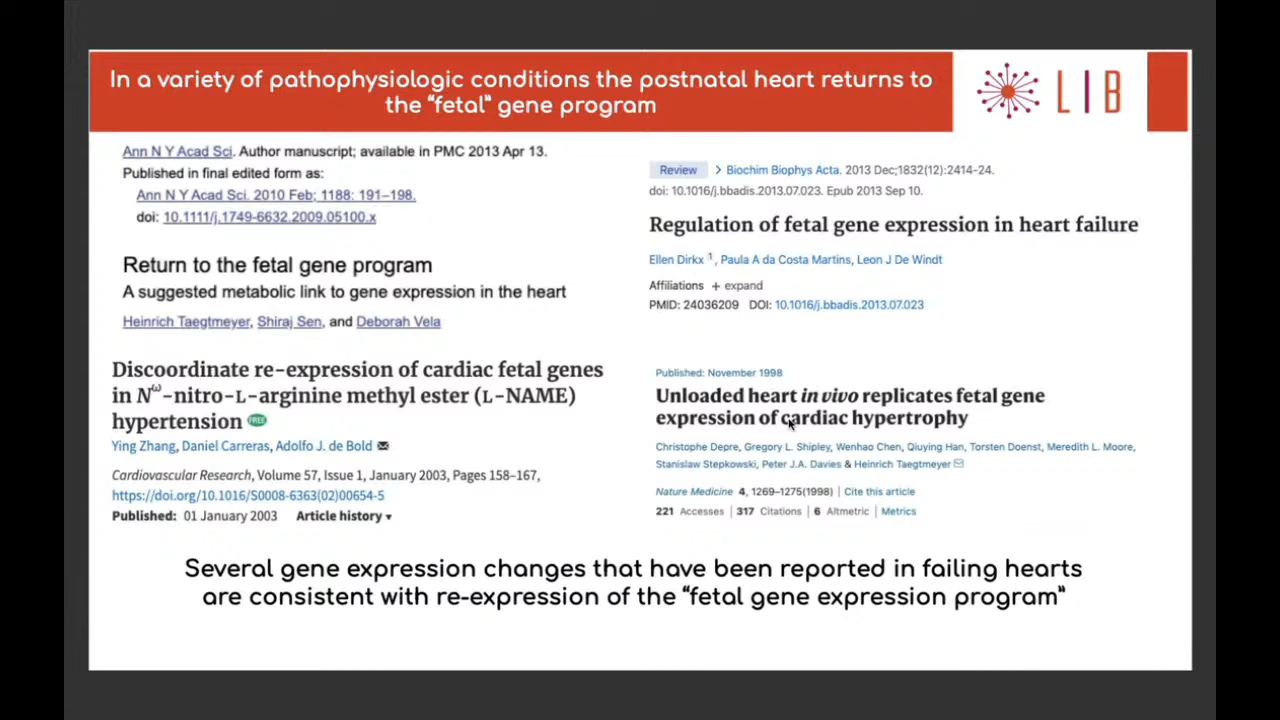 In a variety of pathophysiologic conditions the postnatal heart returns to
the “fetal” gene program
LIB
Ann N Y Acad Sci. Author manuscript; available in PMC 2013 Apr 13.
Published in final edited form as:
Ann N Y Acad Sci. 2010 Feb; 1188: 191–198.
doi: 10.1111/j.1749-6632.2009.05100.x
Return to the fetal gene program
A suggested metabolic link to gene expression in the heart
Heinrich Taegtmeyer, Shiraj Sen, and Deborah Vela
Review > Biochim Biophys Acta. 2013 Dec;1832(12):2414-24.
doi: 10.1016/j.bbadis.2013.07.023. Epub 2013 Sep 10.
Regulation of fetal gene expression in heart failure
Ellen Dirkx 1, Paula A da Costa Martins, Leon J De Windt
Affiliations + expand
PMID: 24036209 DOI: 10.1016/j.bbadis.2013.07.023
Discoordinate re-expression of cardiac fetal genes
in Nω-nitro-L-arginine methyl ester (L-NAME)
hypertension FREE
Ying Zhang, Daniel Carreras, Adolfo J. de Bold
Cardiovascular Research, Volume 57, Issue 1, January 2003, Pages 158–167,
https://doi.org/10.1016/S0008-6363(02)00654-5
Published: 01 January 2003 Article history
Published: November 1998
Unloaded heart in vivo replicates fetal gene
expression of cardiac hypertrophy
Christophe Depre, Gregory L. Shipley, Wenhao Chen, Qiuying Han, Torsten Doenst, Meredith L. Moore,
Stanislaw Stepkowski, Peter J.A. Davies & Heinrich Taegtmeyer
Nature Medicine 4, 1269–1275(1998) | Cite this article
221 Accesses | 317 Citations | 6 Altmetric | Metrics
Several gene expression changes that have been reported in failing hearts
are consistent with re-expression of the “fetal gene expression program”